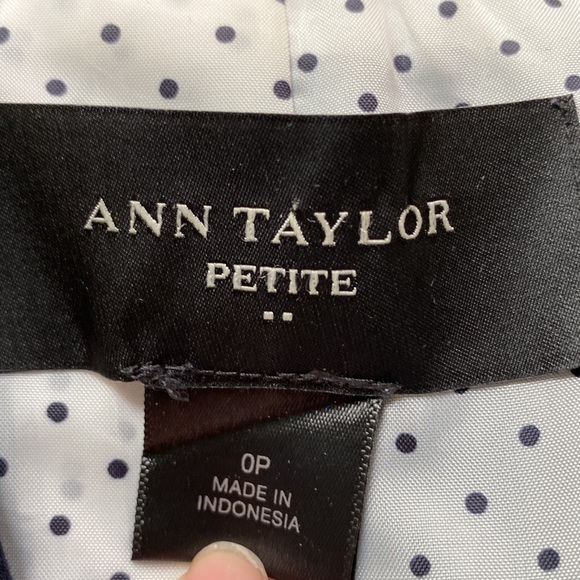 ANN TAYLOR
PETITE
0P
MADE IN
INDONESIA